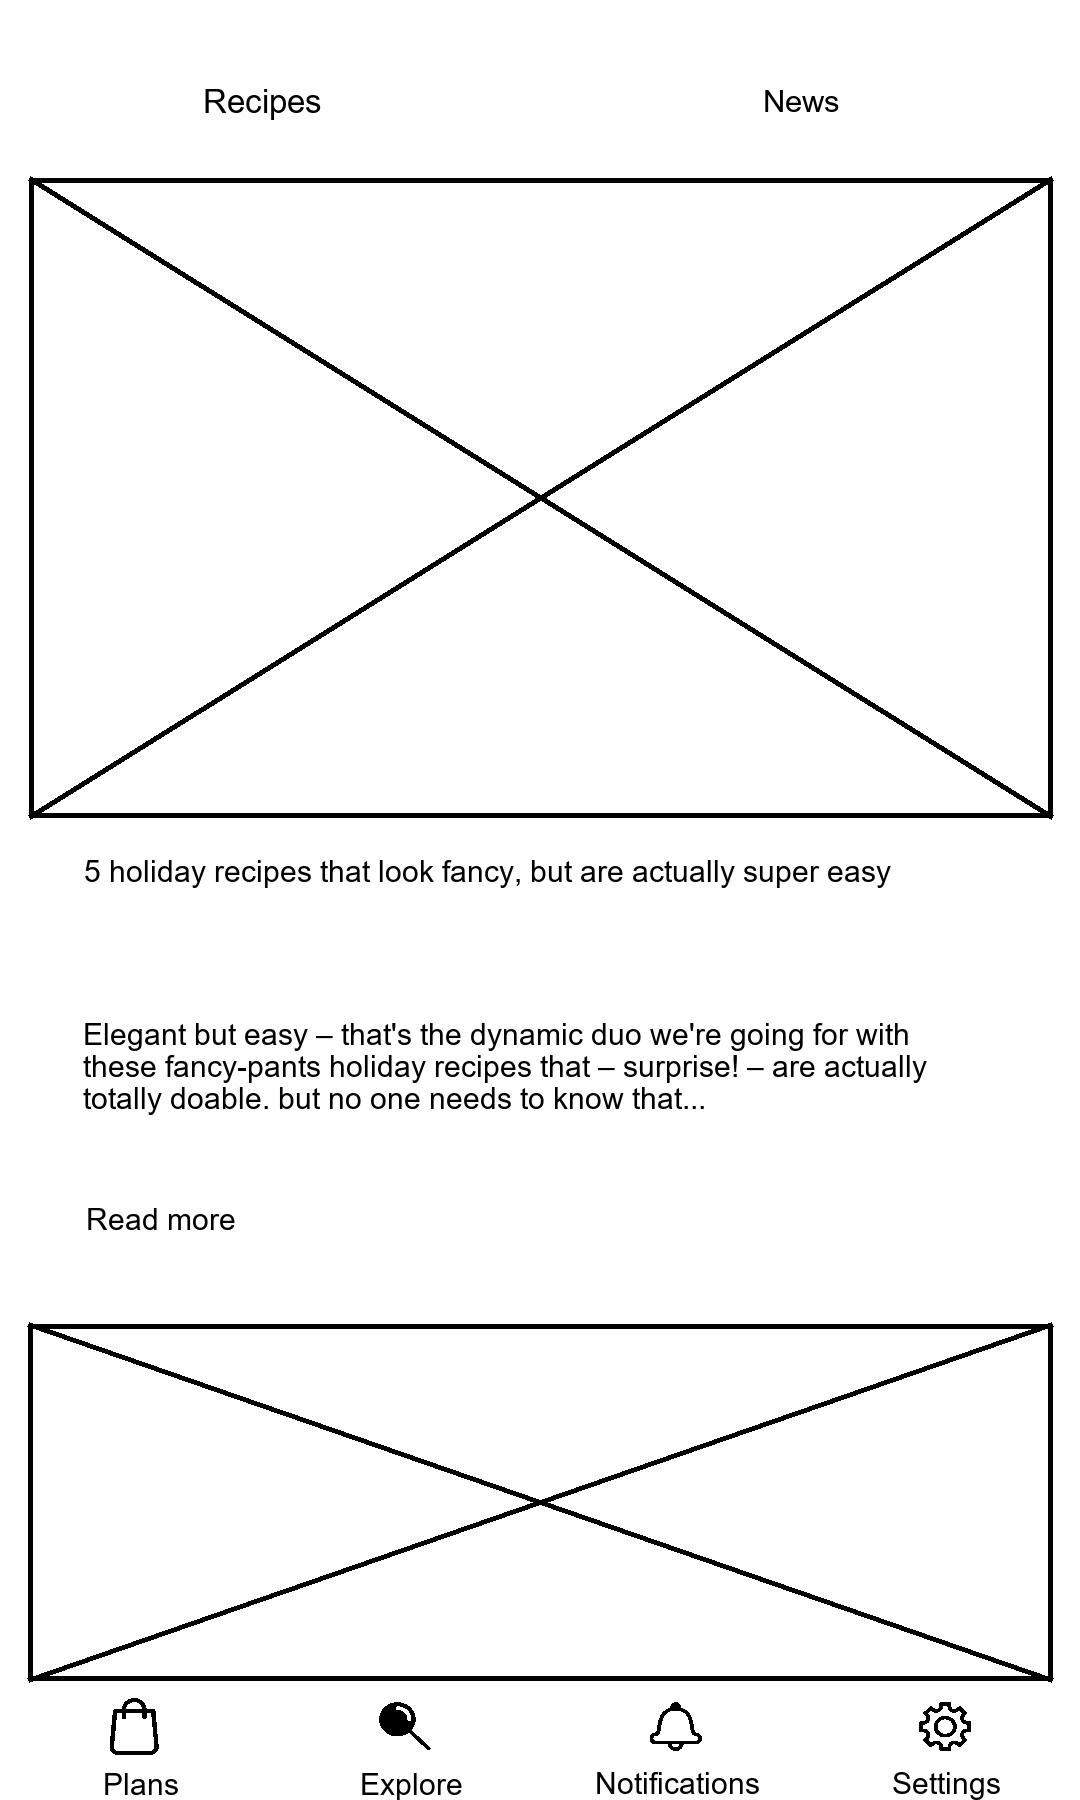 Recipes
News
5 holiday recipes that look fancy, but are actually super easy
Elegant but easy – that's the dynamic duo we're going for with
these fancy-pants holiday recipes that – surprise! – are actually
totally doable. but no one needs to know that...
Read more
Plans
Explore
Notifications
Settings